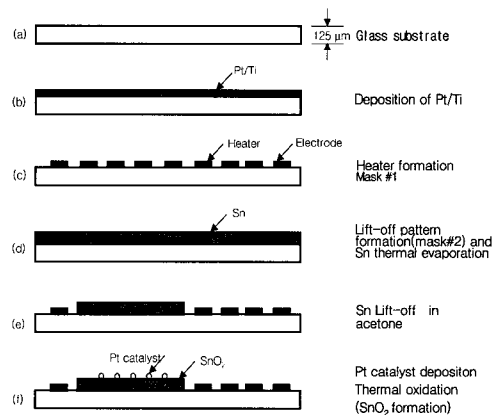 (a)
125 μm
Glass substrate
Pt/Ti
(b)
Deposition of Pt/Ti
Heater
Electrode
(c)
Heater formation
Mask #1
Sn
(d)
Lift-off pattern
formation(mask#2) and
Sn thermal evaporation
(e)
Sn Lift-off in
acetone
Pt catalyst
SnO₂
(f)
Pt catalyst depositon
Thermal oxidation
(SnO₂ formation)